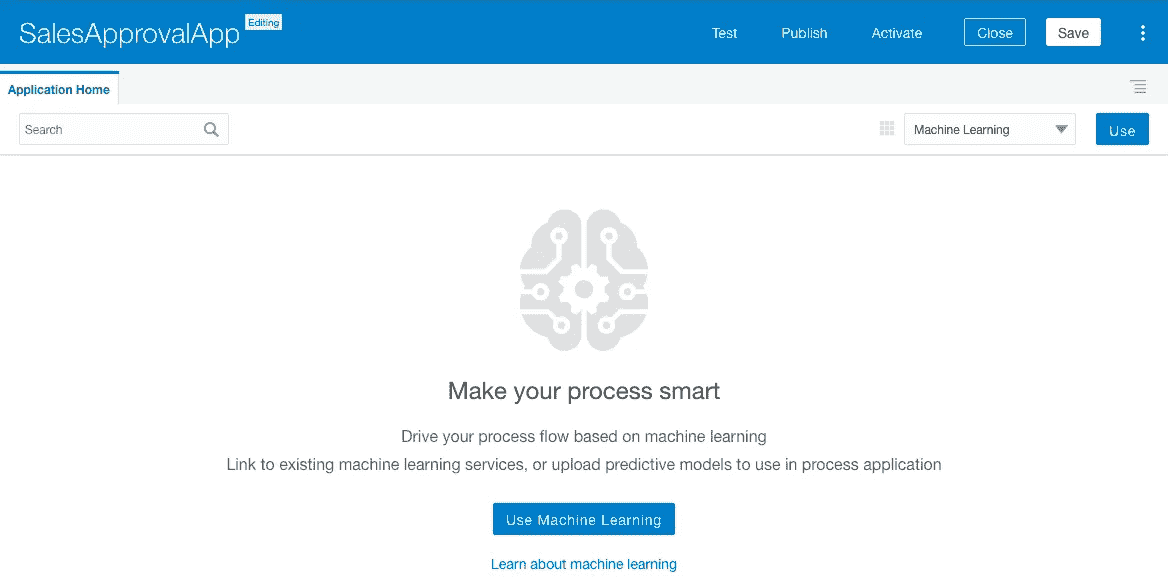 SalesApprovalApp Editing Test Publish Activate Close Save
Application Home
Search Machine Learning Use
Make your process smart
Drive your process flow based on machine learning
Link to existing machine learning services, or upload predictive models to use in process application
Use Machine Learning
Learn about machine learning